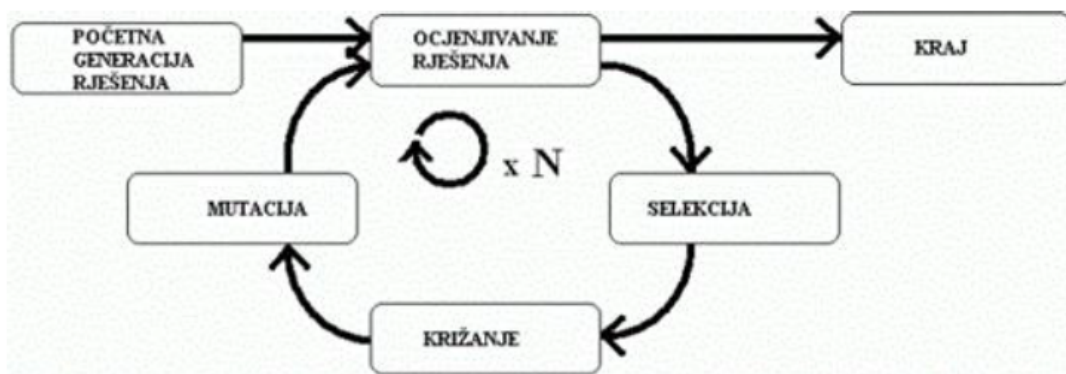 POČETNA
GENERACIJA
RJEŠENJA
OCJENJIVANJE
RJEŠENJA
KRAJ
MUTACIJA
x N
SELEKCIJA
KRIŽANJE